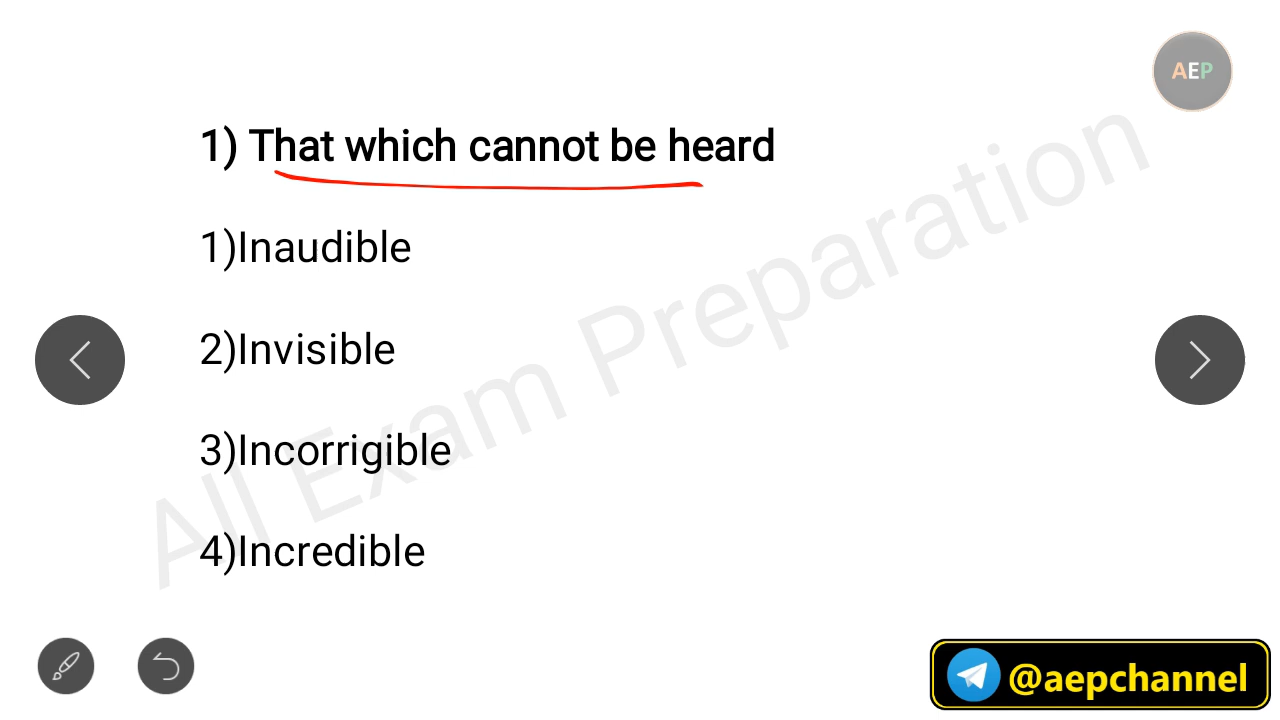 AEP
1) That which cannot be heard
1)Inaudible
2)Invisible
3)Incorrigible
4)Incredible
All Exam Preparation
@aepchannel